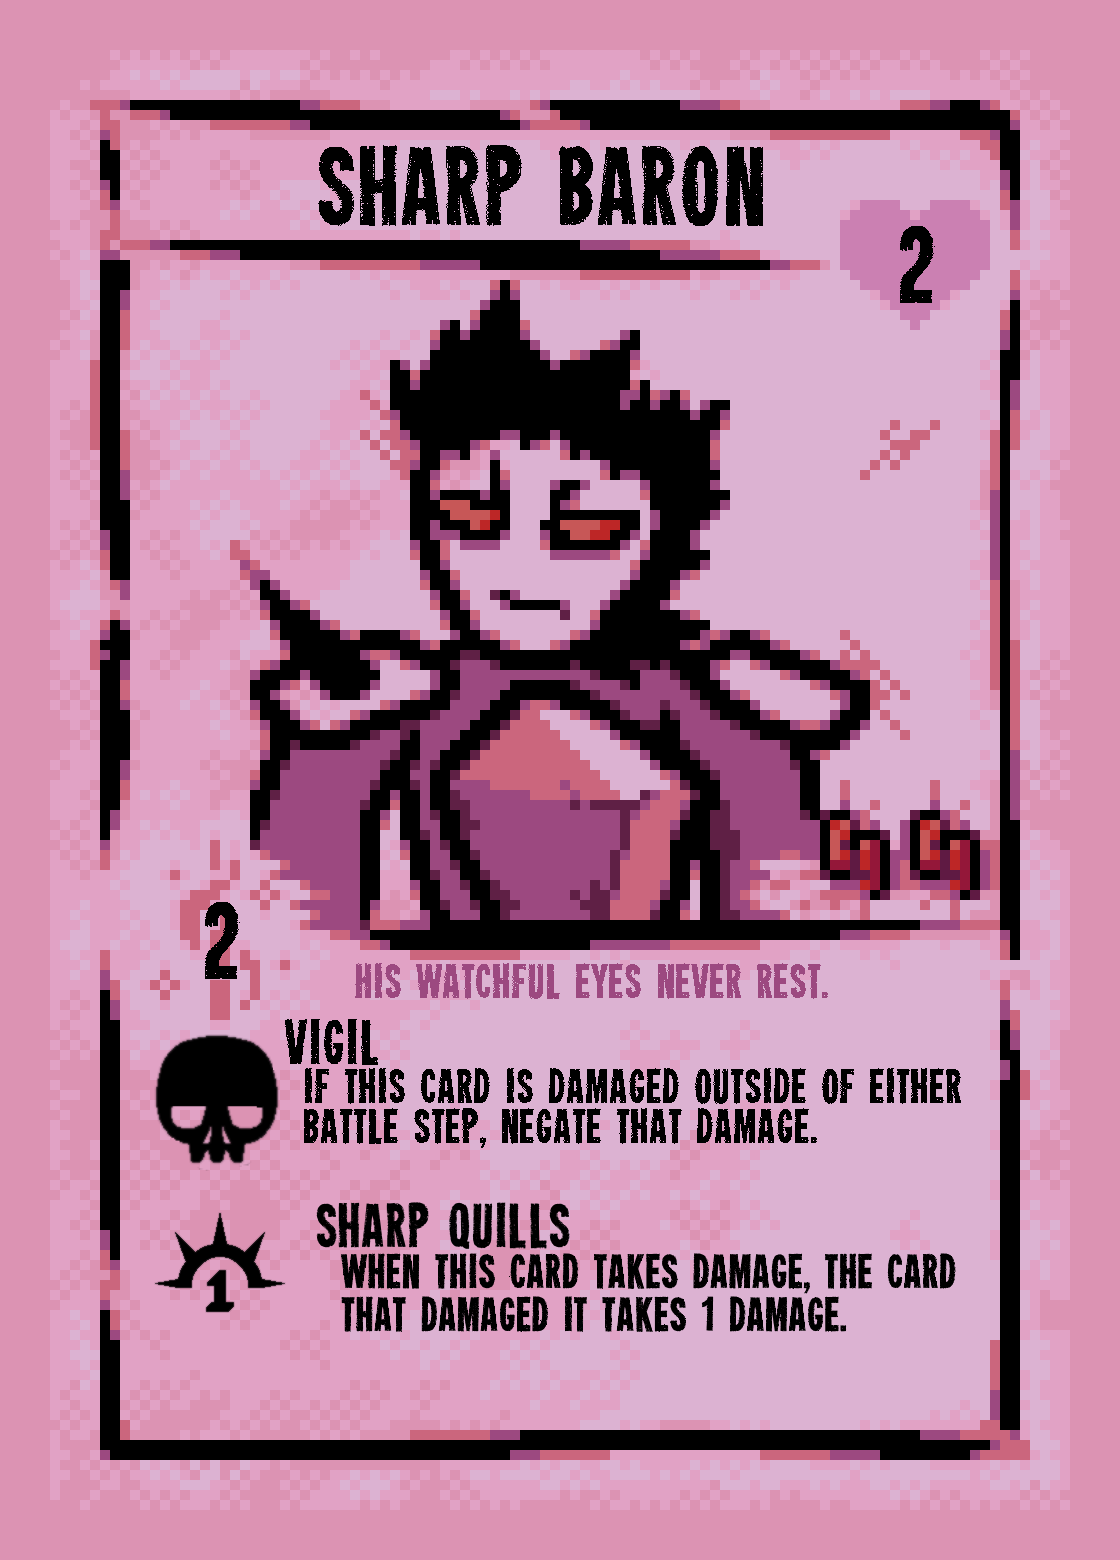 SHARP BARON
2
2
HIS WATCHFUL EYES NEVER REST.
VIGIL
IF THIS CARD IS DAMAGED OUTSIDE OF EITHER
BATTLE STEP, NEGATE THAT DAMAGE.
SHARP QUILLS
1
WHEN THIS CARD TAKES DAMAGE, THE CARD
THAT DAMAGED IT TAKES 1 DAMAGE.